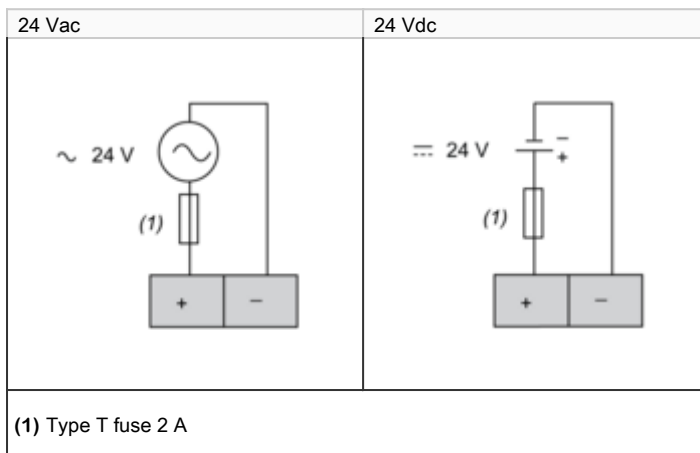 24 Vac
24 Vdc
∼ 24 V
(1)
+ −
⎓ 24 V
−
+
(1)
+ −
(1) Type T fuse 2 A